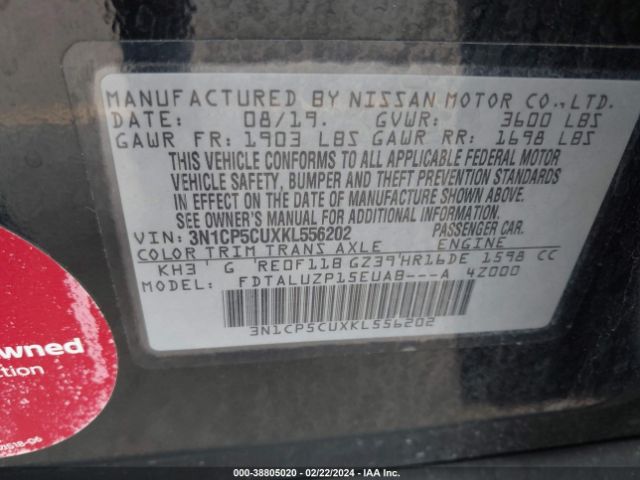 MANUFACTURED BY NISSAN MOTOR CO.,LTD.
DATE: 08/19. GVWR: 3600 LBS
GAWR FR: 1903 LBS GAWR RR: 1698 LBS
THIS VEHICLE CONFORMS TO ALL APPLICABLE FEDERAL MOTOR
VEHICLE SAFETY, BUMPER AND THEFT PREVENTION STANDARDS
IN EFFECT ON THE DATE OF MANUFACTURE SHOWN ABOVE.
SEE OWNER'S MANUAL FOR ADDITIONAL INFORMATION.
VIN: 3N1CP5CUXKL556202 PASSENGER CAR.
COLOR TRIM TRANS AXLE ENGINE
KH3 G RE0F11B GZ39 HR16DE 1598 CC
MODEL: FDTALUZP15EUAB---A 4Z000
3N1CP5CUXKL556202
wned
ction
000-38805020 - 02/22/2024 - IAA Inc.